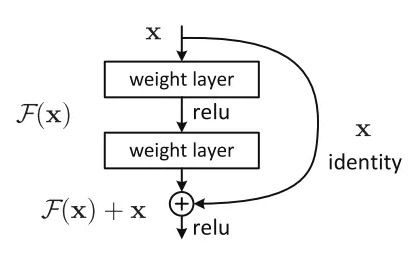 x
weight layer
relu
F(x)
x
weight layer
identity
F(x) + x
+
relu